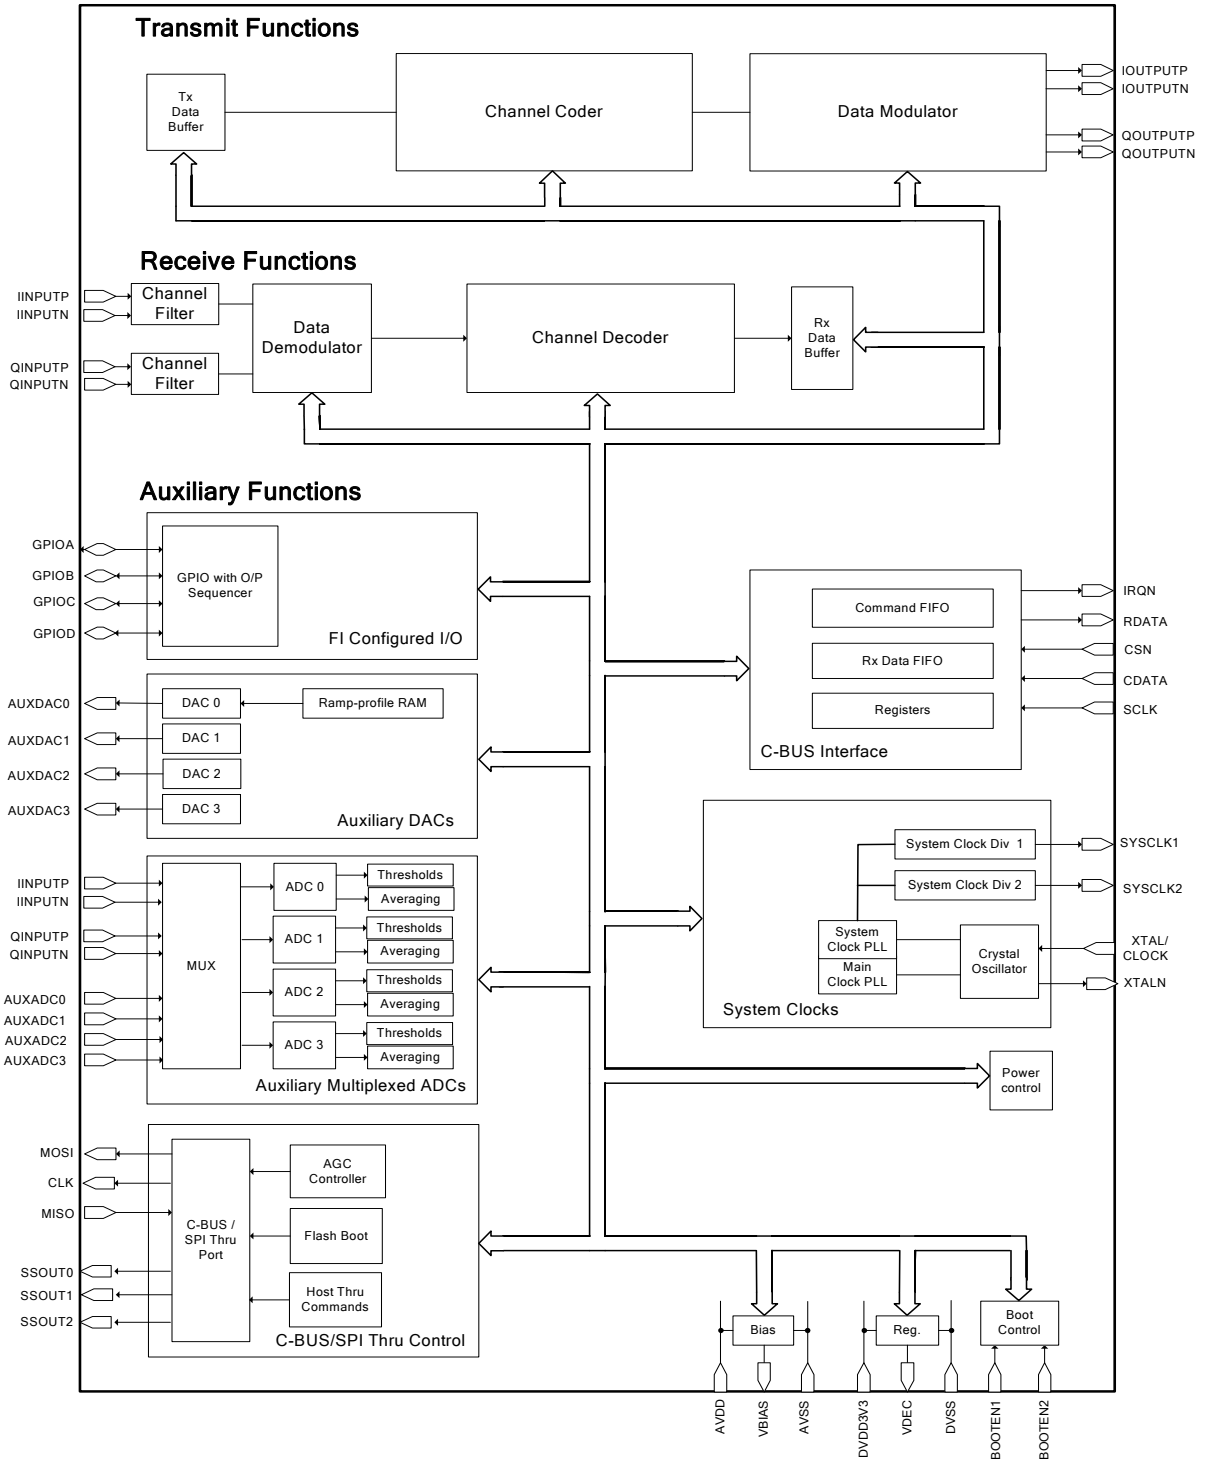 Transmit Functions
Tx
Data
Buffer
Channel Coder
Data Modulator
IOUTPUTP
IOUTPUTN
QOUTPUTP
QOUTPUTN
Receive Functions
IINPUTP
IINPUTN
QINPUTP
QINPUTN
Channel
Filter
Channel
Filter
Data
Demodulator
Channel Decoder
Rx
Data
Buffer
Auxiliary Functions
GPIOA
GPIOB
GPIOC
GPIOD
GPIO with O/P
Sequencer
FI Configured I/O
Command FIFO
Rx Data FIFO
Registers
C-BUS Interface
IRQN
RDATA
CSN
CDATA
SCLK
AUXDAC0
AUXDAC1
AUXDAC2
AUXDAC3
DAC 0
Ramp-profile RAM
DAC 1
DAC 2
DAC 3
Auxiliary DACs
System Clock Div 1
System Clock Div 2
System
Clock PLL
Main
Clock PLL
Crystal
Oscillator
System Clocks
SYSCLK1
SYSCLK2
XTAL/
CLOCK
XTALN
IINPUTP
IINPUTN
QINPUTP
QINPUTN
AUXADC0
AUXADC1
AUXADC2
AUXADC3
MUX
ADC 0
Thresholds
Averaging
ADC 1
Thresholds
Averaging
ADC 2
Thresholds
Averaging
ADC 3
Thresholds
Averaging
Auxiliary Multiplexed ADCs
Power
control
MOSI
CLK
MISO
SSOUT0
SSOUT1
SSOUT2
C-BUS /
SPI Thru
Port
AGC
Controller
Flash Boot
Host Thru
Commands
C-BUS/SPI Thru Control
Bias
Reg.
Boot
Control
AVDD
VBIAS
AVSS
DVDD3V3
VDEC
DVSS
BOOTEN1
BOOTEN2